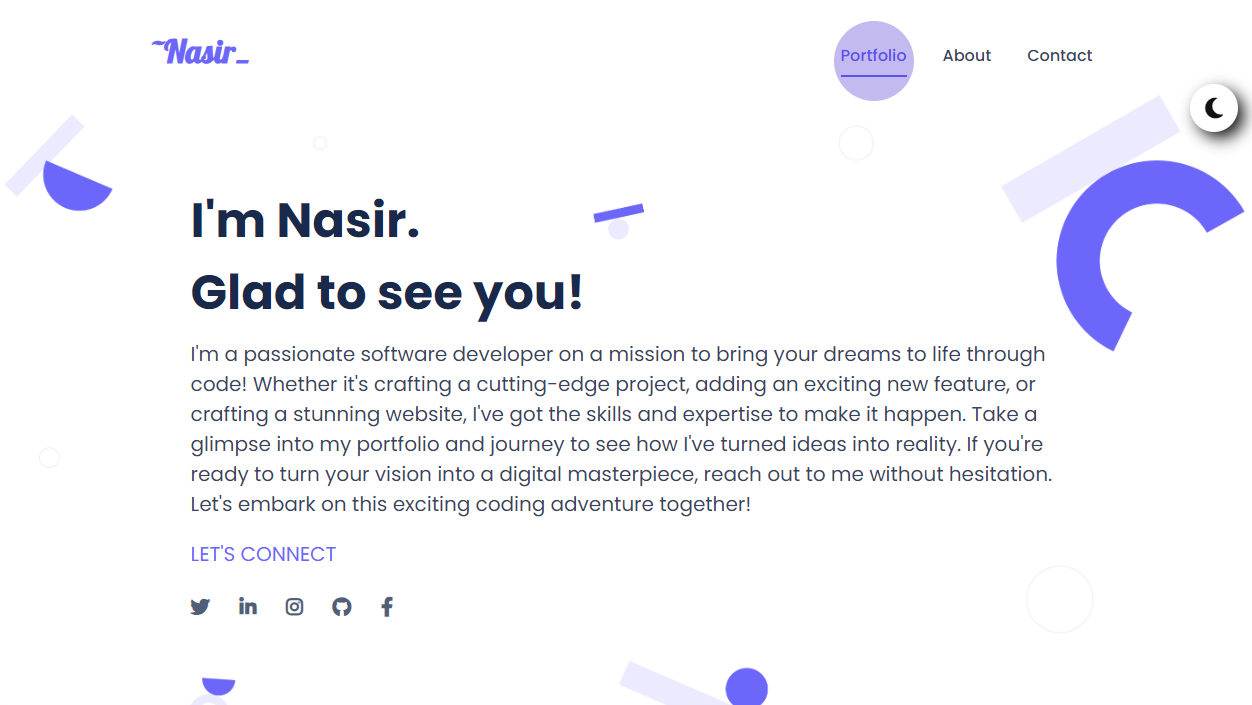 ~Nasir_
Portfolio
About
Contact
I'm Nasir.
Glad to see you!
I'm a passionate software developer on a mission to bring your dreams to life through
code! Whether it's crafting a cutting-edge project, adding an exciting new feature, or
crafting a stunning website, I've got the skills and expertise to make it happen. Take a
glimpse into my portfolio and journey to see how I've turned ideas into reality. If you're
ready to turn your vision into a digital masterpiece, reach out to me without hesitation.
Let's embark on this exciting coding adventure together!
LET'S CONNECT